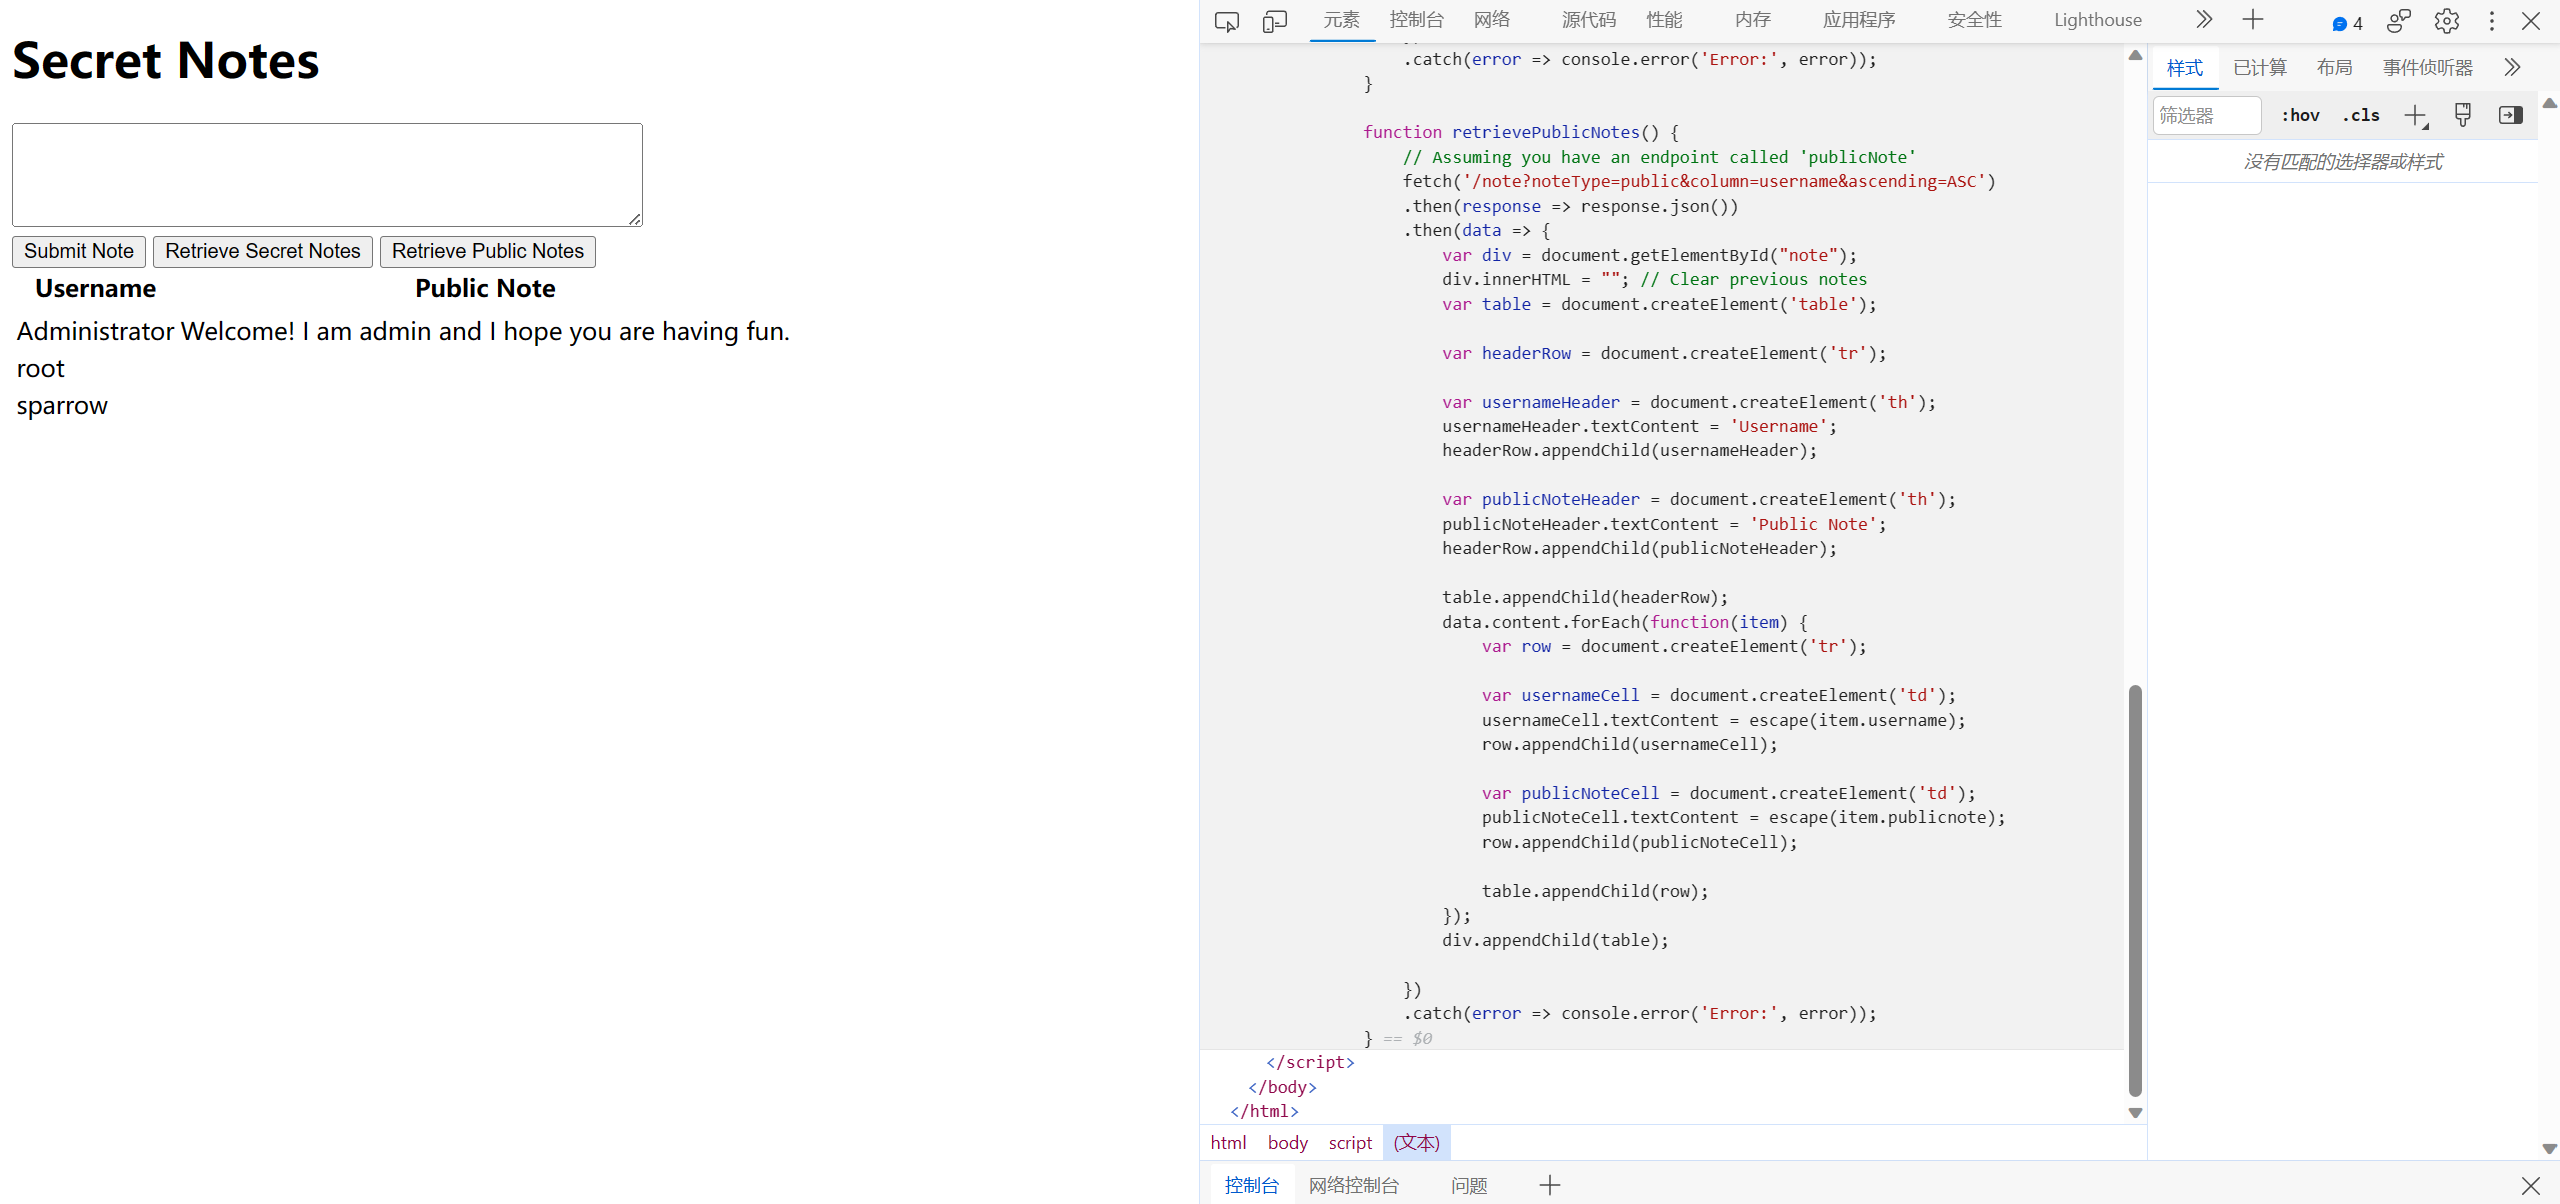 Secret Notes
Submit Note Retrieve Secret Notes Retrieve Public Notes
Username Public Note
Administrator Welcome! I am admin and I hope you are having fun.
root
sparrow
元素 控制台 网络 源代码 性能 内存 应用程序 安全性 Lighthouse 4
.catch(error => console.error('Error:', error));
}
function retrievePublicNotes() {
// Assuming you have an endpoint called 'publicNote'
fetch('/note?noteType=public&column=username&ascending=ASC')
.then(response => response.json())
.then(data => {
var div = document.getElementById("note");
div.innerHTML = ""; // Clear previous notes
var table = document.createElement('table');
var headerRow = document.createElement('tr');
var usernameHeader = document.createElement('th');
usernameHeader.textContent = 'Username';
headerRow.appendChild(usernameHeader);
var publicNoteHeader = document.createElement('th');
publicNoteHeader.textContent = 'Public Note';
headerRow.appendChild(publicNoteHeader);
table.appendChild(headerRow);
data.content.forEach(function(item) {
var row = document.createElement('tr');
var usernameCell = document.createElement('td');
usernameCell.textContent = escape(item.username);
row.appendChild(usernameCell);
var publicNoteCell = document.createElement('td');
publicNoteCell.textContent = escape(item.publicnote);
row.appendChild(publicNoteCell);
table.appendChild(row);
});
div.appendChild(table);
})
.catch(error => console.error('Error:', error));
} == $0
</script>
</body>
</html>
html body script (文本)
控制台 网络控制台 问题
样式 已计算 布局 事件侦听器
筛选器 :hov .cls
没有匹配的选择器或样式